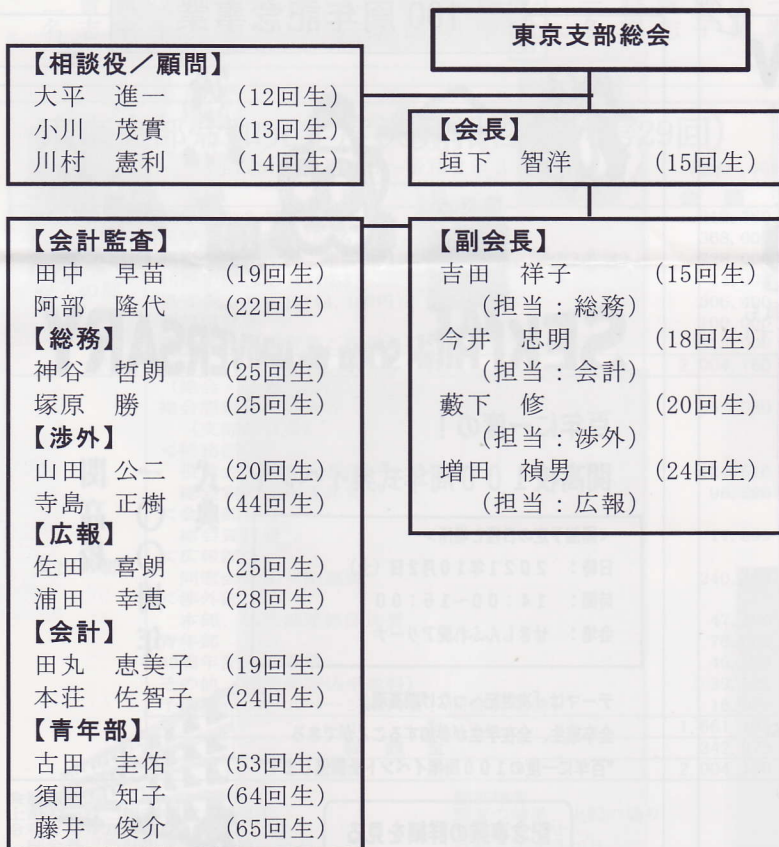 東京支部総会
【相談役／顧問】
大平　進一　(12回生)
小川　茂實　(13回生)
川村　憲利　(14回生)
【会長】
垣下　智洋　(15回生)
【会計監査】
田中　早苗　(19回生)
阿部　隆代　(22回生)
【総務】
神谷　哲朗　(25回生)
塚原　勝　(25回生)
【渉外】
山田　公二　(20回生)
寺島　正樹　(44回生)
【広報】
佐田　喜朗　(25回生)
浦田　幸恵　(28回生)
【会計】
田丸　恵美子　(19回生)
本荘　佐智子　(24回生)
【青年部】
古田　圭佑　(53回生)
須田　知子　(64回生)
藤井　俊介　(65回生)
【副会長】
吉田　祥子　(15回生)
(担当：総務)
今井　忠明　(18回生)
(担当：会計)
藪下　修　(20回生)
(担当：渉外)
増田　禎男　(24回生)
(担当：広報)